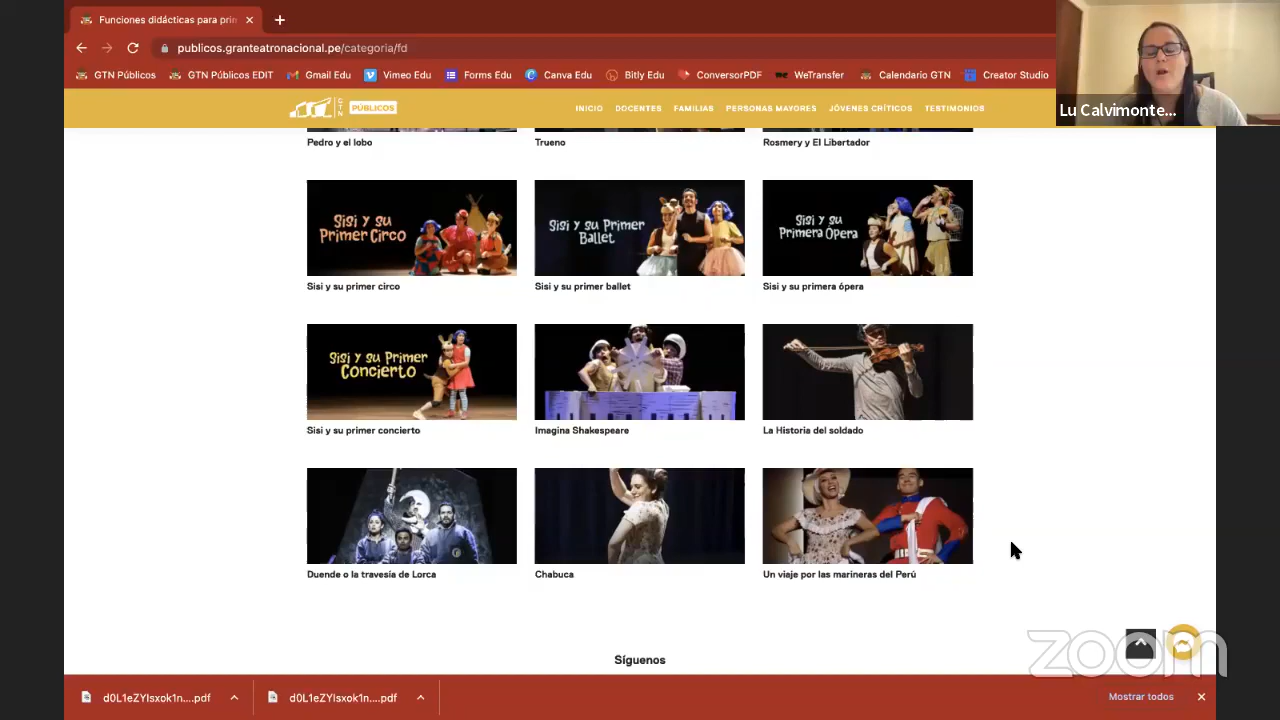 Funciones didácticas para prin
publicos.granteatronacional.pe/categoria/fd
GTN Públicos GTN Públicos EDIT Gmail Edu Vimeo Edu Forms Edu Canva Edu Bitly Edu ConversorPDF WeTransfer Calendario GTN Creator Studio
GTN PÚBLICOS INICIO DOCENTES FAMILIAS PERSONAS MAYORES JÓVENES CRÍTICOS TESTIMONIOS
Lu Calvimonte...
Pedro y el lobo Trueno Rosmery y El Libertador
Sisi y su
Primer Circo
Sisi y su Primer
Ballet
Sisi y su
Primera Ópera
Sisi y su primer circo Sisi y su primer ballet Sisi y su primera ópera
Sisi y su Primer
Concierto
Sisi y su primer concierto Imagina Shakespeare La Historia del soldado
Duende o la travesía de Lorca Chabuca Un viaje por las marineras del Perú
Síguenos
zoom
d0L1eZYIsxok1n....pdf d0L1eZYIsxok1n....pdf Mostrar todos